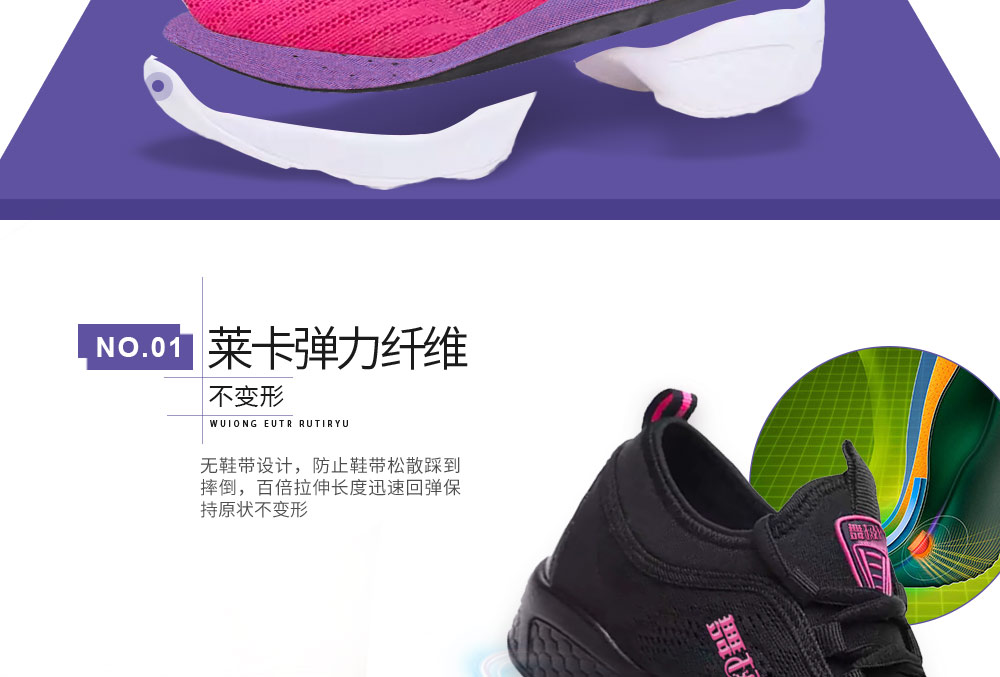 NO.01
莱卡弹力纤维
不变形
WUIONG EUTR RUTIRYU
无鞋带设计，防止鞋带松散踩到
摔倒，百倍拉伸长度迅速回弹保
持原状不变形